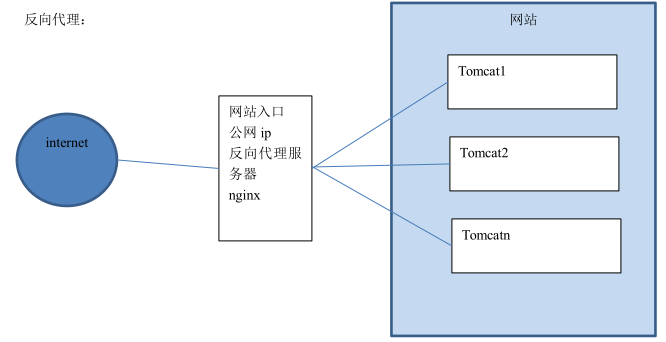 反向代理：
网站
internet
网站入口
公网 ip
反向代理服
务器
nginx
Tomcat1
Tomcat2
Tomcatn